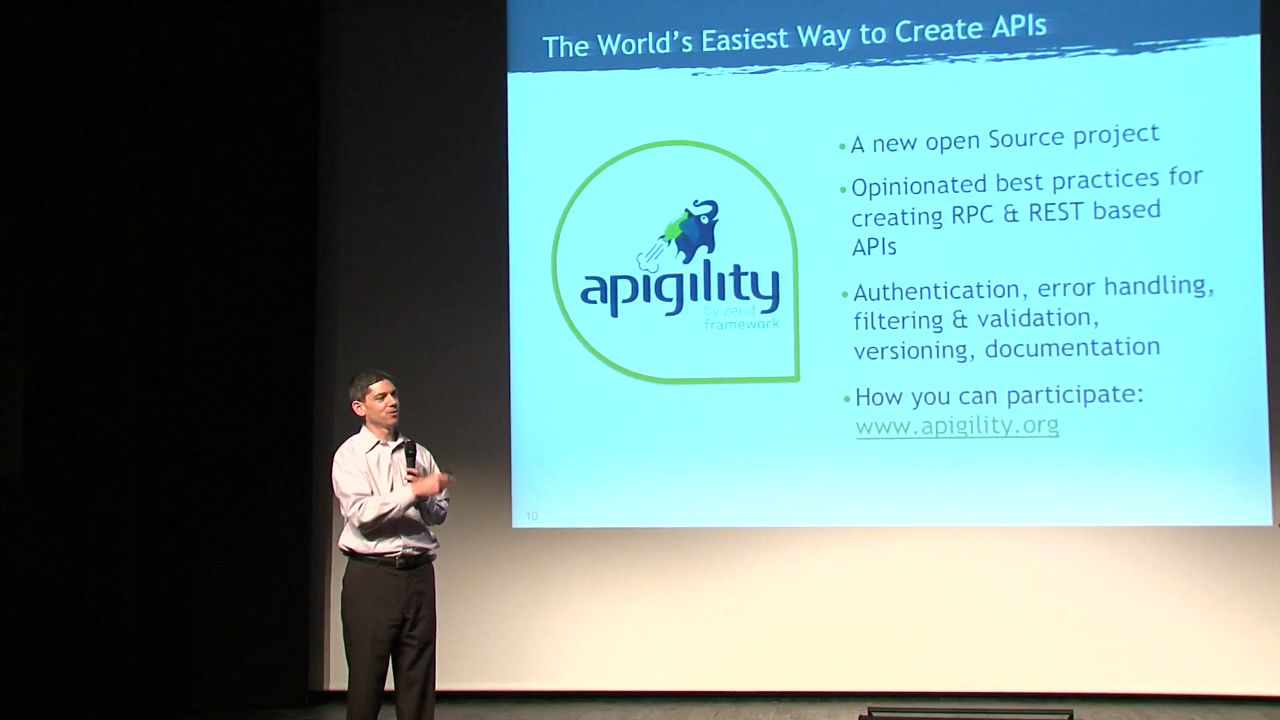 The World's Easiest Way to Create APIs
apigility
by zend
framework
•A new open Source project
•Opinionated best practices for
creating RPC & REST based
APIs
•Authentication, error handling,
filtering & validation,
versioning, documentation
•How you can participate:
www.apigility.org
10